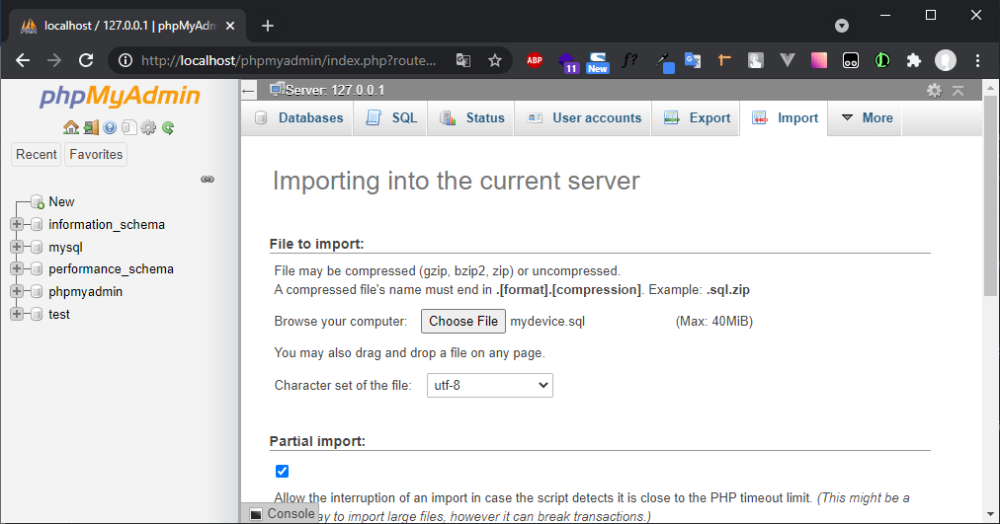 localhost / 127.0.0.1 | phpMyAdm
http://localhost/phpmyadmin/index.php?route...
ABP
11
New
f?
phpMyAdmin
Recent
Favorites
New
information_schema
mysql
performance_schema
phpmyadmin
test
Server: 127.0.0.1
Databases
SQL
Status
User accounts
Export
Import
More
Importing into the current server
File to import:
File may be compressed (gzip, bzip2, zip) or uncompressed.
A compressed file's name must end in .[format].[compression]. Example: .sql.zip
Browse your computer: Choose File mydevice.sql (Max: 40MiB)
You may also drag and drop a file on any page.
Character set of the file: utf-8
Partial import:
Allow the interruption of an import in case the script detects it is close to the PHP timeout limit. (This might be a
ay to import large files, however it can break transactions.)
Console